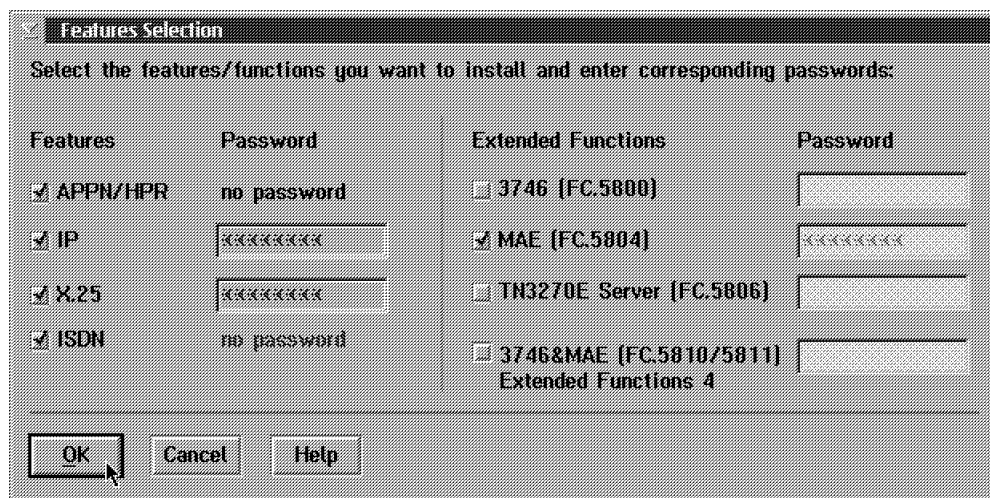 Features Selection
Select the features/functions you want to install and enter corresponding passwords:
Features Password Extended Functions Password
APPN/HPR no password 3746 (FC.5800)
IP ******** MAE (FC.5804) ********
X.25 ******** TN3270E Server (FC.5806)
ISDN no password 3746&MAE (FC.5810/5811)
Extended Functions 4
OK Cancel Help